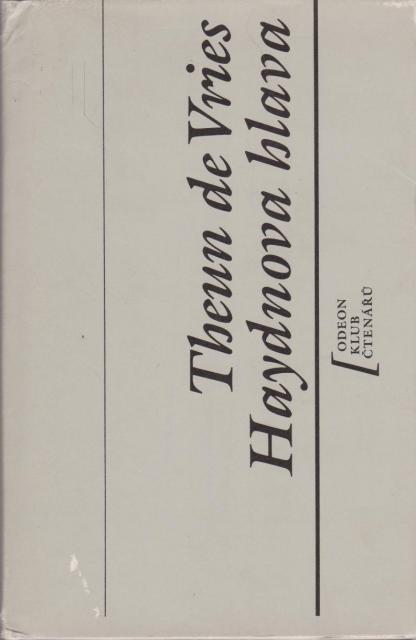 Theun de Vries
Haydnova hlava
ODEON
KLUB
ČTENÁŘŮ